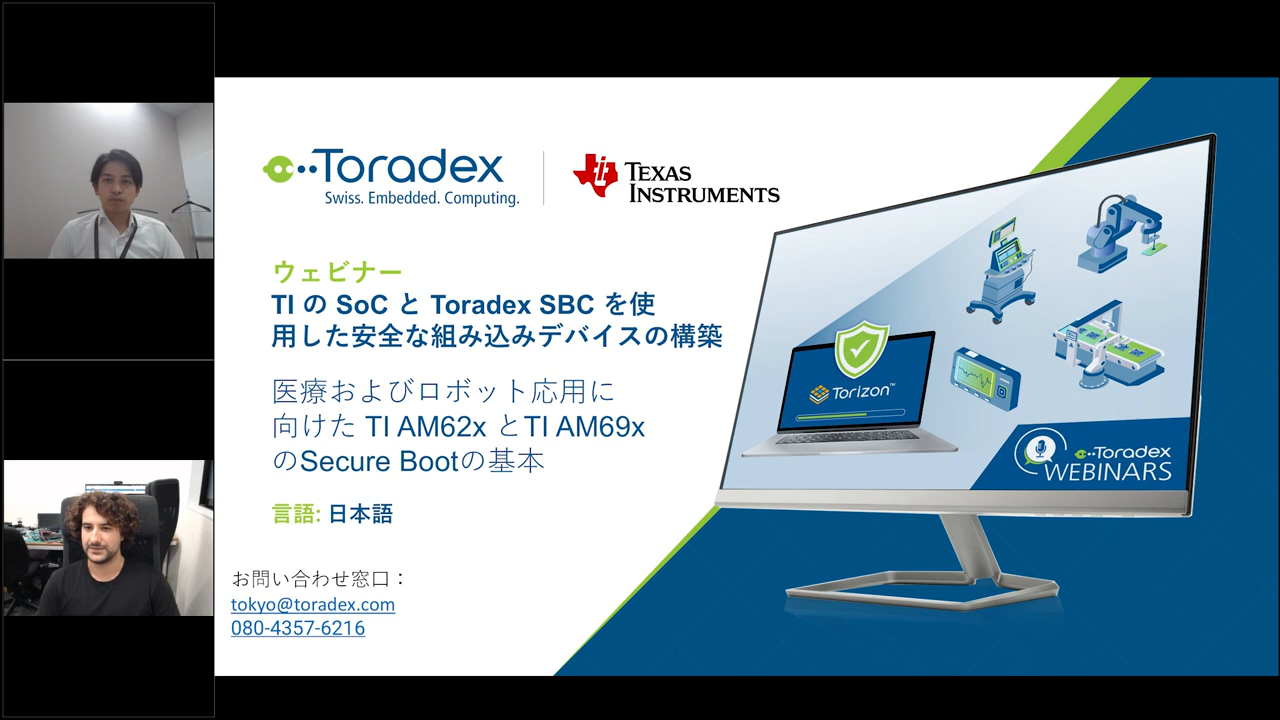 Toradex
Swiss. Embedded. Computing.
TEXAS
INSTRUMENTS
ウェビナー
TI の SoC と Toradex SBC を使
用した安全な組み込みデバイスの構築
医療およびロボット応用に
向けた TI AM62x とTI AM69x
のSecure Bootの基本
言語: 日本語
お問い合わせ窓口：
tokyo@toradex.com
080-4357-6216
Torizon™
Toradex
WEBINARS